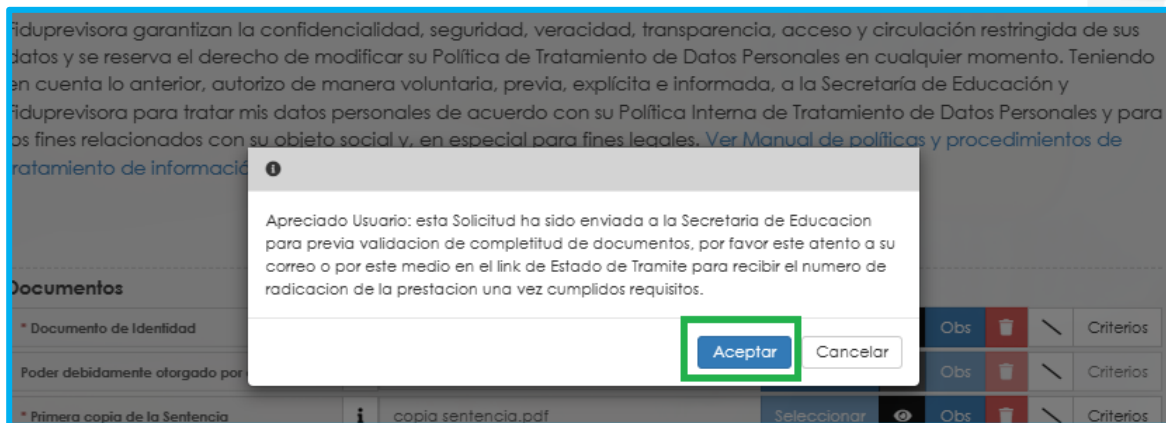 Fiduprevisora garantizan la confidencialidad, seguridad, veracidad, transparencia, acceso y circulación restringida de sus
datos y se reserva el derecho de modificar su Política de Tratamiento de Datos Personales en cualquier momento. Teniendo
en cuenta lo anterior, autorizo de manera voluntaria, previa, explícita e informada, a la Secretaría de Educación y
Fiduprevisora para tratar mis datos personales de acuerdo con su Política Interna de Tratamiento de Datos Personales y para
los fines relacionados con su objeto social y, en especial para fines legales. Ver Manual de políticas y procedimientos de
tratamiento de informació
Apreciado Usuario: esta Solicitud ha sido enviada a la Secretaria de Educacion
para previa validacion de completitud de documentos, por favor este atento a su
correo o por este medio en el link de Estado de Tramite para recibir el numero de
radicacion de la prestacion una vez cumplidos requisitos.
Aceptar Cancelar
Documentos
* Documento de Identidad Obs Criterios
Poder debidamente otorgado por Obs Criterios
* Primera copia de la Sentencia i copia sentencia.pdf Seleccionar Obs Criterios